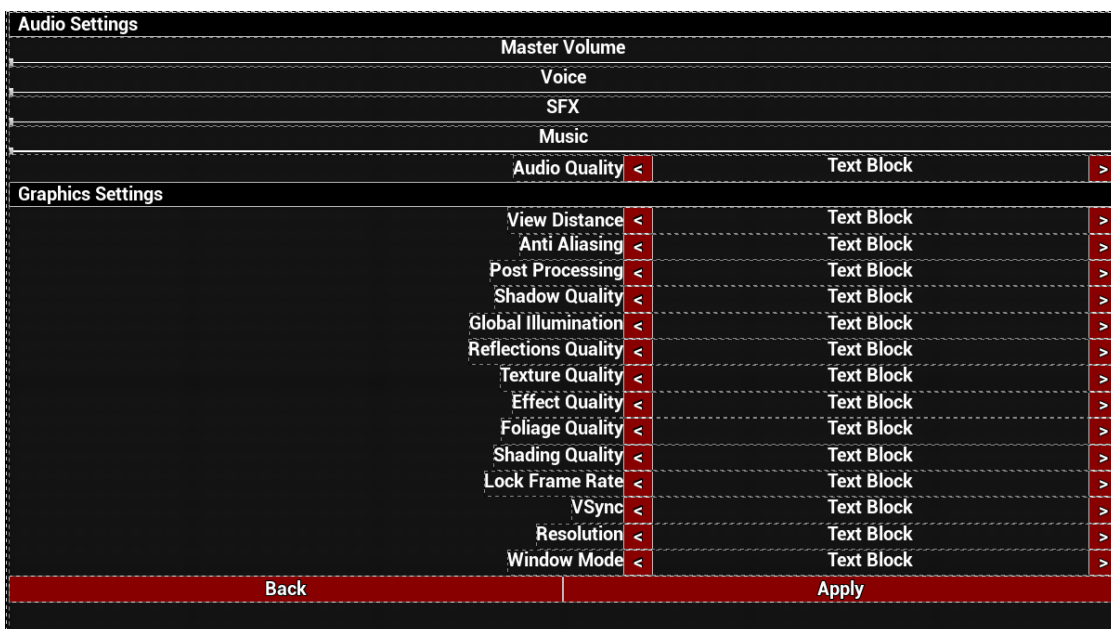 Audio Settings
Master Volume
Voice
SFX
Music
Audio Quality < Text Block >
Graphics Settings
View Distance < Text Block >
Anti Aliasing < Text Block >
Post Processing < Text Block >
Shadow Quality < Text Block >
Global Illumination < Text Block >
Reflections Quality < Text Block >
Texture Quality < Text Block >
Effect Quality < Text Block >
Foliage Quality < Text Block >
Shading Quality < Text Block >
Lock Frame Rate < Text Block >
VSync < Text Block >
Resolution < Text Block >
Window Mode < Text Block >
Back Apply